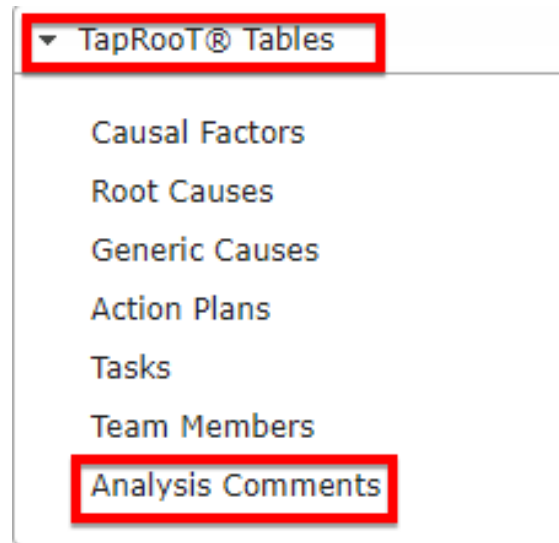 TapRooT® Tables
Causal Factors
Root Causes
Generic Causes
Action Plans
Tasks
Team Members
Analysis Comments